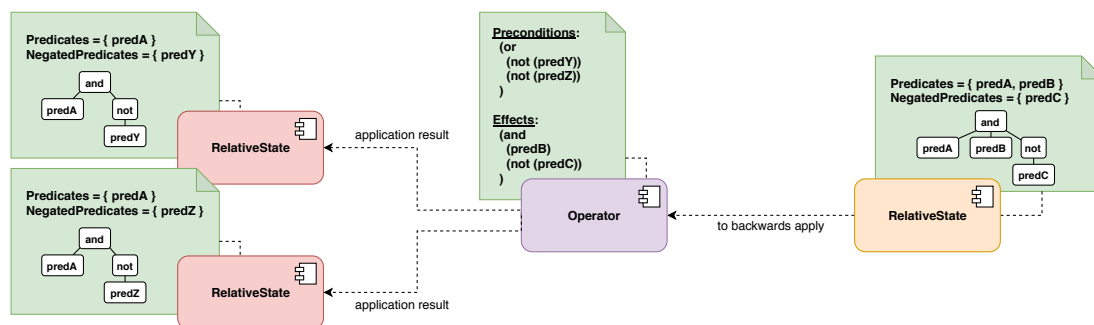 Predicates = { predA }
NegatedPredicates = { predY }
and
predA
not
predY
RelativeState
application result
Predicates = { predA }
NegatedPredicates = { predZ }
and
predA
not
predZ
RelativeState
application result
Preconditions:
(or
(not (predY))
(not (predZ))
)
Effects:
(and
(predB)
(not (predC))
)
Operator
to backwards apply
Predicates = { predA, predB }
NegatedPredicates = { predC }
and
predA
predB
not
predC
RelativeState